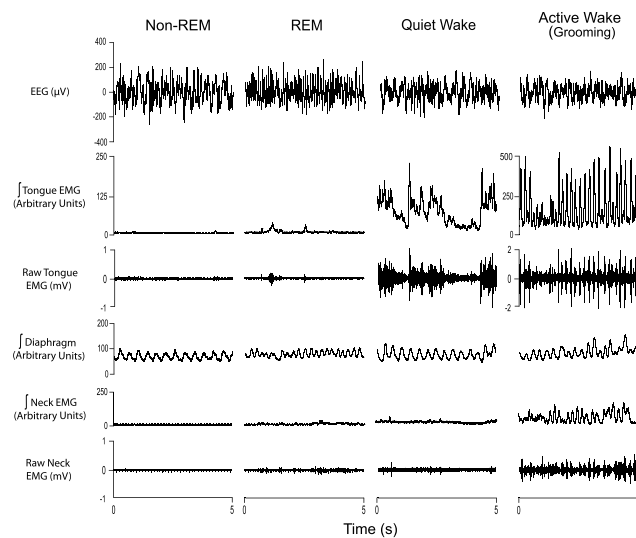 Non-REM REM Quiet Wake Active Wake
(Grooming)
400
200
EEG (µV) 0
-200
-400
250 500
∫Tongue EMG
(Arbitrary Units) 125 250
0 0
1 2
Raw Tongue
EMG (mV) 0 0
-1 -2
200
∫Diaphragm
(Arbitrary Units) 100
0
250
∫Neck EMG
(Arbitrary Units)
0
1
Raw Neck
EMG (mV) 0
-1
0 5 0 5 0 5 0 5
Time (s)